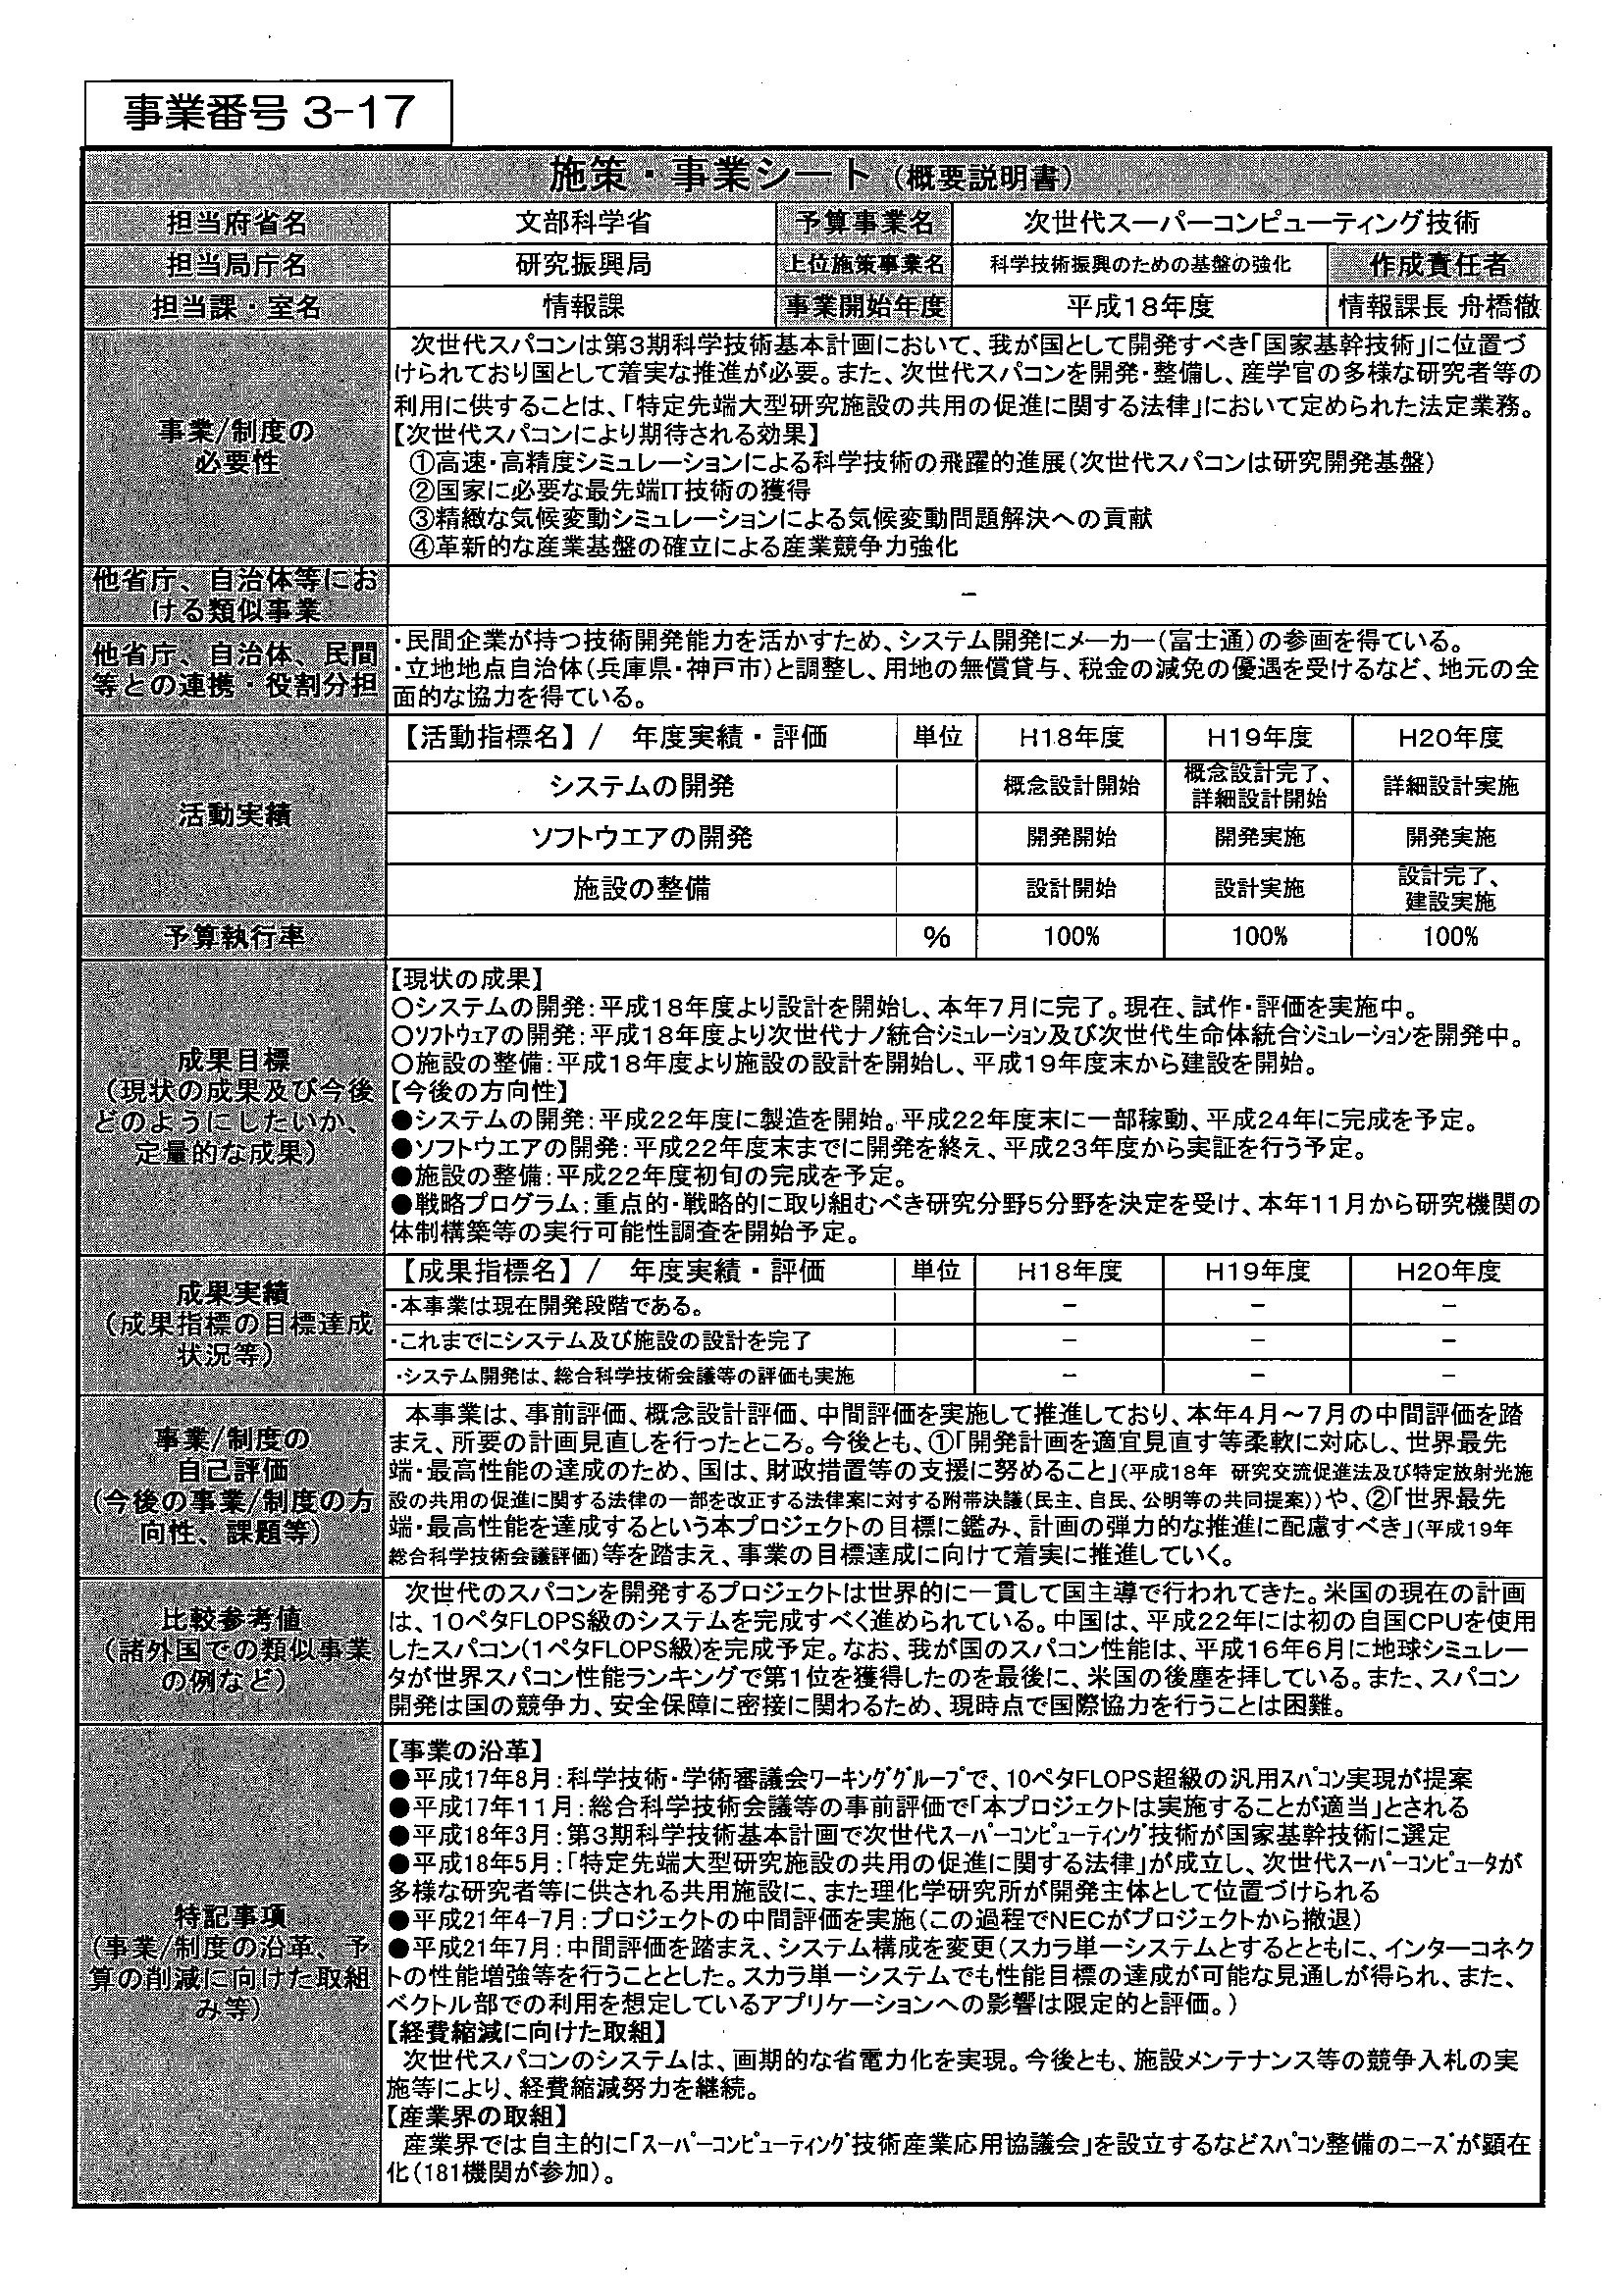 事業番号 3-17
施策・事業シート（概要説明書）
担当府省名 文部科学省 予算事業名 次世代スーパーコンピューティング技術
担当局庁名 研究振興局 上位施策事業名 科学技術振興のための基盤の強化 作成責任者
担当課・室名 情報課 事業開始年度 平成18年度 情報課長 舟橋徹
事業/制度の
必要性
次世代スパコンは第3期科学技術基本計画において、我が国として開発すべき「国家基幹技術」に位置づ
けられており国として着実な推進が必要。また、次世代スパコンを開発・整備し、産学官の多様な研究者等の
利用に供することは、「特定先端大型研究施設の共用の促進に関する法律」において定められた法定業務。
【次世代スパコンにより期待される効果】
①高速・高精度シミュレーションによる科学技術の飛躍的進展（次世代スパコンは研究開発基盤）
②国家に必要な最先端IT技術の獲得
③精緻な気候変動シミュレーションによる気候変動問題解決への貢献
④革新的な産業基盤の確立による産業競争力強化
他省庁、自治体等にお
ける類似事業
－
他省庁、自治体、民間
等との連携・役割分担
・民間企業が持つ技術開発能力を活かすため、システム開発にメーカー（富士通）の参画を得ている。
・立地地点自治体（兵庫県・神戸市）と調整し、用地の無償貸与、税金の減免の優遇を受けるなど、地元の全
面的な協力を得ている。
活動実績
【活動指標名】／ 年度実績・評価 単位 H18年度 H19年度 H20年度
システムの開発 概念設計開始 概念設計完了、
詳細設計開始 詳細設計実施
ソフトウエアの開発 開発開始 開発実施 開発実施
施設の整備 設計開始 設計実施 設計完了、
建設実施
予算執行率 % 100% 100% 100%
成果目標
（現状の成果及び今後
どのようにしたいか、
定量的な成果）
【現状の成果】
○システムの開発：平成18年度より設計を開始し、本年7月に完了。現在、試作・評価を実施中。
○ソフトウェアの開発：平成18年度より次世代ナノ統合シミュレーション及び次世代生命体統合シミュレーションを開発中。
○施設の整備：平成18年度より施設の設計を開始し、平成19年度末から建設を開始。
【今後の方向性】
●システムの開発：平成22年度に製造を開始。平成22年度末に一部稼動、平成24年に完成を予定。
●ソフトウエアの開発：平成22年度末までに開発を終え、平成23年度から実証を行う予定。
●施設の整備：平成22年度初旬の完成を予定。
●戦略プログラム：重点的・戦略的に取り組むべき研究分野5分野を決定を受け、本年11月から研究機関の
体制構築等の実行可能性調査を開始予定。
成果実績
（成果指標の目標達成
状況等）
【成果指標名】／ 年度実績・評価 単位 H18年度 H19年度 H20年度
・本事業は現在開発段階である。 － － －
・これまでにシステム及び施設の設計を完了 － － －
・システム開発は、総合科学技術会議等の評価も実施 － － －
事業/制度の
自己評価
（今後の事業/制度の方
向性、課題等）
本事業は、事前評価、概念設計評価、中間評価を実施して推進しており、本年4月～7月の中間評価を踏
まえ、所要の計画見直しを行ったところ。今後とも、①「開発計画を適宜見直す等柔軟に対応し、世界最先
端・最高性能の達成のため、国は、財政措置等の支援に努めること」（平成18年 研究交流促進法及び特定放射光施
設の共用の促進に関する法律の一部を改正する法律案に対する附帯決議（民主、自民、公明等の共同提案））や、②「世界最先
端・最高性能を達成するという本プロジェクトの目標に鑑み、計画の弾力的な推進に配慮すべき」（平成19年
総合科学技術会議評価）等を踏まえ、事業の目標達成に向けて着実に推進していく。
比較参考値
（諸外国での類似事業
の例など）
次世代のスパコンを開発するプロジェクトは世界的に一貫して国主導で行われてきた。米国の現在の計画
は、10ペタFLOPS級のシステムを完成すべく進められている。中国は、平成22年には初の自国CPUを使用
したスパコン（1ペタFLOPS級）を完成予定。なお、我が国のスパコン性能は、平成16年6月に地球シミュレー
タが世界スパコン性能ランキングで第1位を獲得したのを最後に、米国の後塵を拝している。また、スパコン
開発は国の競争力、安全保障に密接に関わるため、現時点で国際協力を行うことは困難。
特記事項
（事業/制度の沿革、予
算の削減に向けた取組
み等）
【事業の沿革】
●平成17年8月：科学技術・学術審議会ワーキンググループで、10ペタFLOPS超級の汎用スパコン実現が提案
●平成17年11月：総合科学技術会議等の事前評価で「本プロジェクトは実施することが適当」とされる
●平成18年3月：第3期科学技術基本計画で次世代スーパーコンピューティング技術が国家基幹技術に選定
●平成18年5月：「特定先端大型研究施設の共用の促進に関する法律」が成立し、次世代スーパーコンピュータが
多様な研究者等に供される共用施設に、また理化学研究所が開発主体として位置づけられる
●平成21年4-7月：プロジェクトの中間評価を実施（この過程でNECがプロジェクトから撤退）
●平成21年7月：中間評価を踏まえ、システム構成を変更（スカラ単一システムとするとともに、インターコネク
トの性能増強等を行うこととした。スカラ単一システムでも性能目標の達成が可能な見通しが得られ、また、
ベクトル部での利用を想定しているアプリケーションへの影響は限定的と評価。）
【経費縮減に向けた取組】
次世代スパコンのシステムは、画期的な省電力化を実現。今後とも、施設メンテナンス等の競争入札の実
施等により、経費縮減努力を継続。
【産業界の取組】
産業界では自主的に「スーパーコンピューティング技術産業応用協議会」を設立するなどスパコン整備のニーズが顕在
化（181機関が参加）。